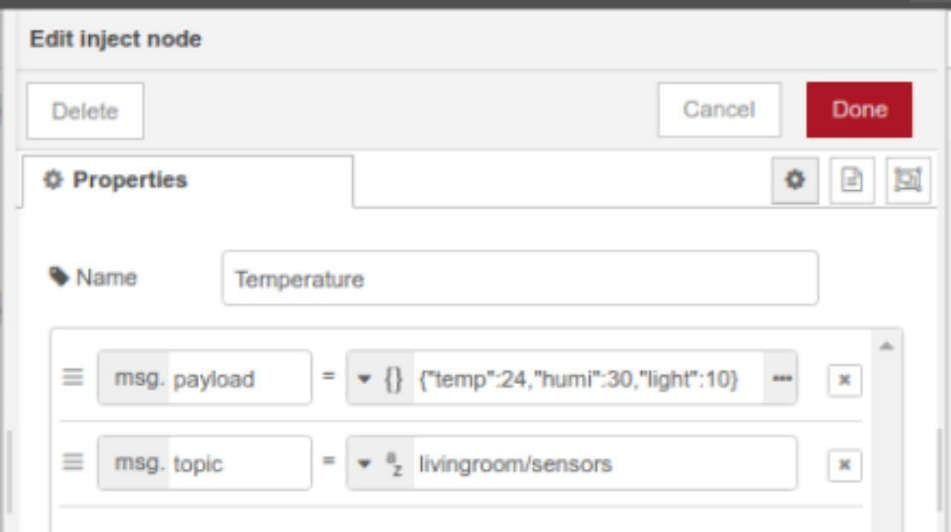 Edit inject node
Delete Cancel Done
Properties
Name Temperature
msg. payload = {} {"temp":24,"humi":30,"light":10} •••
msg. topic = a z livingroom/sensors